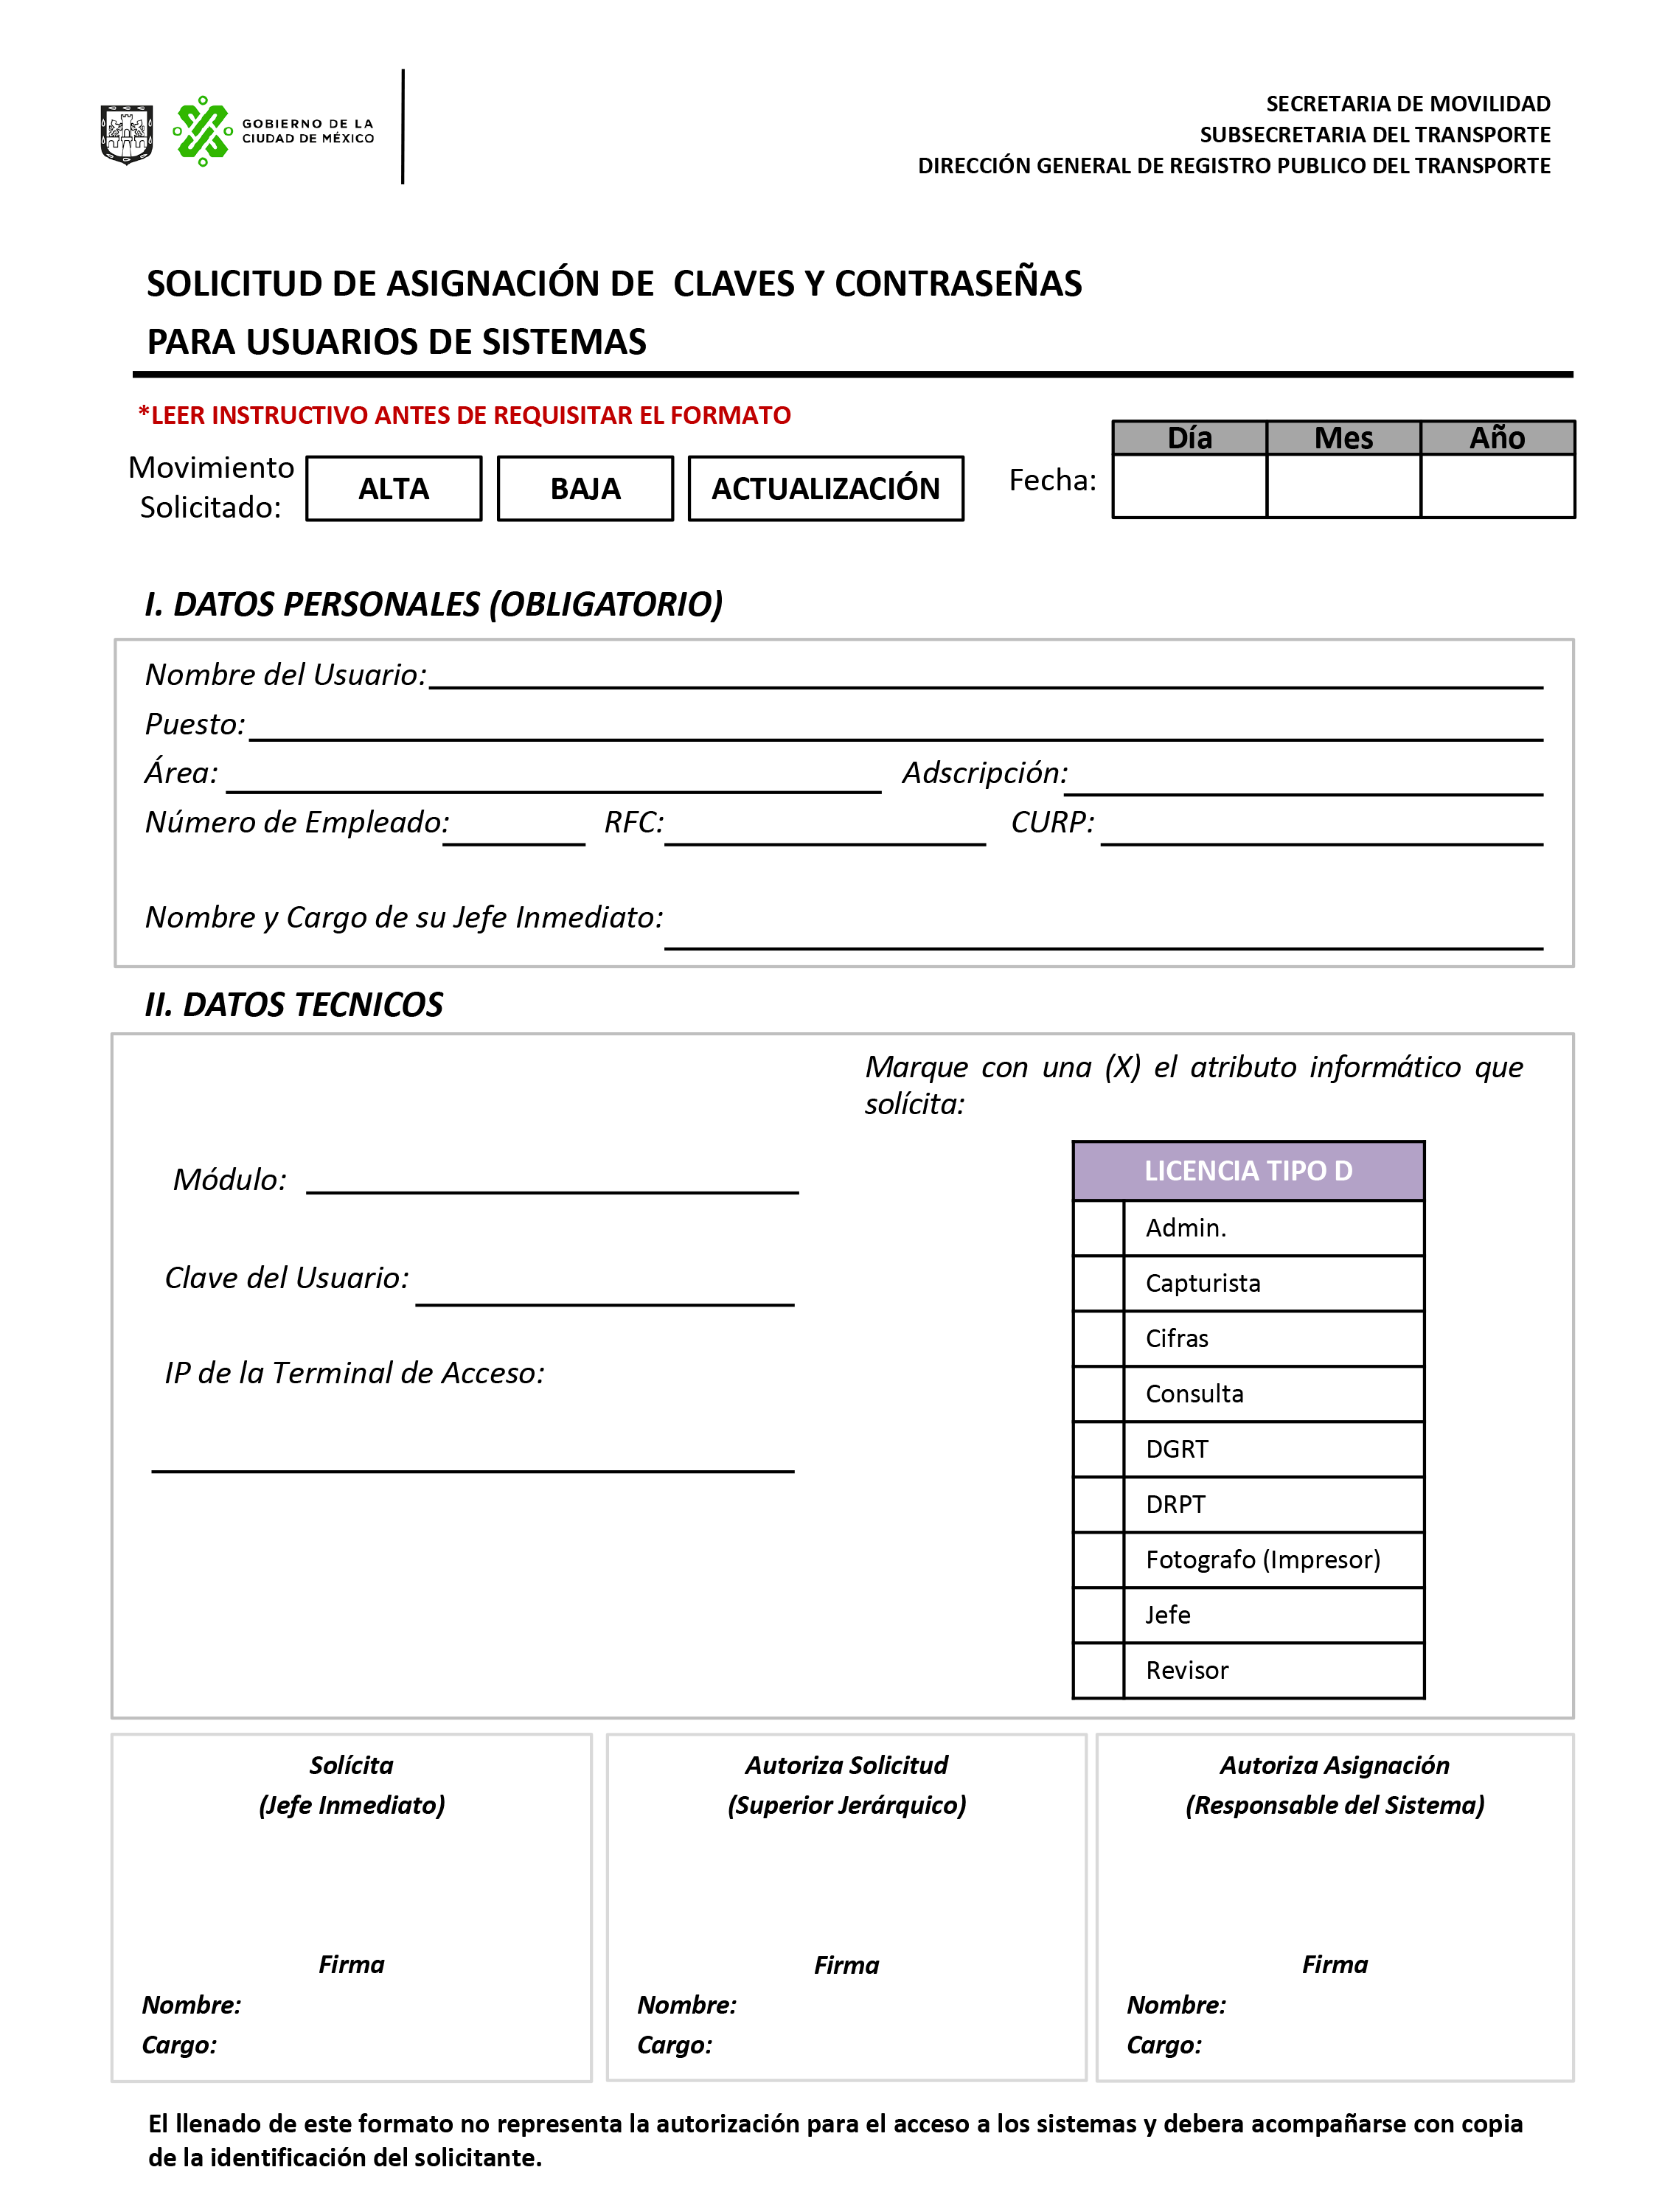 GOBIERNO DE LA
CIUDAD DE MÉXICO
SECRETARIA DE MOVILIDAD
SUBSECRETARIA DEL TRANSPORTE
DIRECCIÓN GENERAL DE REGISTRO PUBLICO DEL TRANSPORTE
SOLICITUD DE ASIGNACIÓN DE CLAVES Y CONTRASEÑAS
PARA USUARIOS DE SISTEMAS
*LEER INSTRUCTIVO ANTES DE REQUISITAR EL FORMATO
Movimiento
Solicitado:
ALTA BAJA ACTUALIZACIÓN
Fecha:
Día Mes Año
I. DATOS PERSONALES (OBLIGATORIO)
Nombre del Usuario:
Puesto:
Área: Adscripción:
Número de Empleado: RFC: CURP:
Nombre y Cargo de su Jefe Inmediato:
II. DATOS TECNICOS
Marque con una (X) el atributo informático que
solícita:
Módulo:
Clave del Usuario:
IP de la Terminal de Acceso:
LICENCIA TIPO D
Admin.
Capturista
Cifras
Consulta
DGRT
DRPT
Fotografo (Impresor)
Jefe
Revisor
Solícita
(Jefe Inmediato)
Firma
Nombre:
Cargo:
Autoriza Solicitud
(Superior Jerárquico)
Firma
Nombre:
Cargo:
Autoriza Asignación
(Responsable del Sistema)
Firma
Nombre:
Cargo:
El llenado de este formato no representa la autorización para el acceso a los sistemas y debera acompañarse con copia
de la identificación del solicitante.